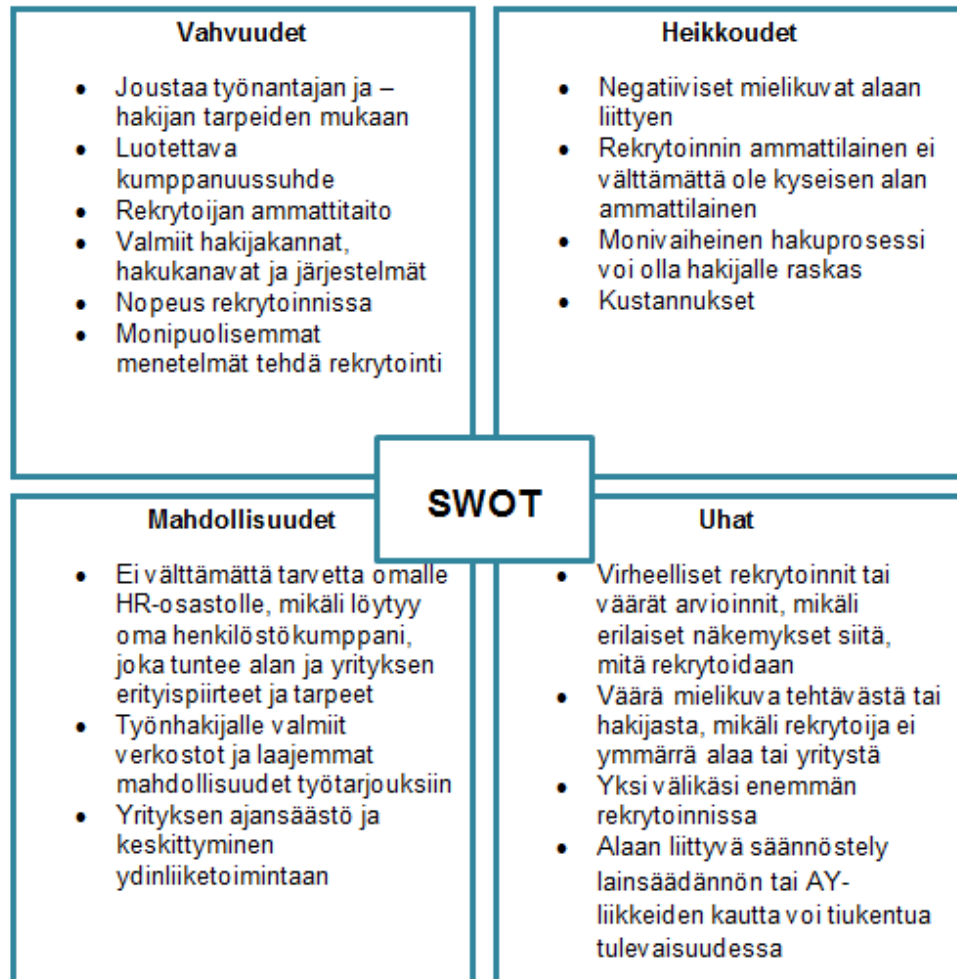 Vahvuudet
• Joustaa työnantajan ja –
hakijan tarpeiden mukaan
• Luotettava
kumppanuussuhde
• Rekrytoijan ammattitaito
• Valmiit hakijakannat,
hakukanavat ja järjestelmät
• Nopeus rekrytoinnissa
• Monipuolisemmat
menetelmät tehdä rekrytointi
Heikkoudet
• Negatiiviset mielikuvat alaan
liittyen
• Rekrytoinnin ammattilainen ei
välttämättä ole kyseisen alan
ammattilainen
• Monivaiheinen hakuprosessi
voi olla hakijalle raskas
• Kustannukset
SWOT
Mahdollisuudet
• Ei välttämättä tarvetta omalle
HR-osastolle, mikäli löytyy
oma henkilöstökumppani,
joka tuntee alan ja yrityksen
erityispiirteet ja tarpeet
• Työnhakijalle valmiit
verkostot ja laajemmat
mahdollisuudet työtarjouksiin
• Yrityksen ajansäästö ja
keskittyminen
ydinliiketoimintaan
Uhat
• Virheelliset rekrytoinnit tai
väärät arvioinnit, mikäli
erilaiset näkemykset siitä,
mitä rekrytoidaan
• Väärä mielikuva tehtävästä tai
hakijasta, mikäli rekrytoija ei
ymmärrä alaa tai yritystä
• Yksi välikäsi enemmän
rekrytoinnissa
• Alaan liittyvä säännöstely
lainsäädännön tai AY-
liikkeiden kautta voi tiukentua
tulevaisuudessa